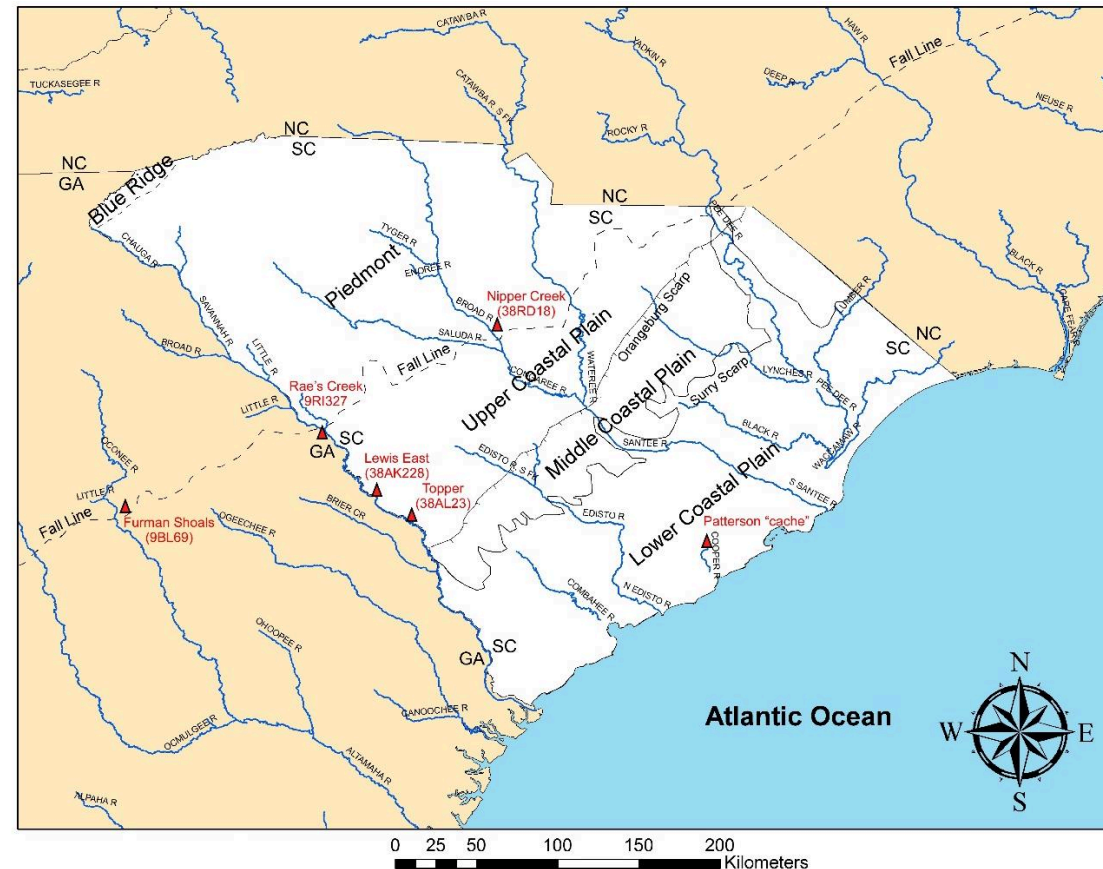 CATAWBA R
HAW R
YADKIN R
Fall Line
DEEP R
TUCKASEGEE R
CATAWBA R, S FK
NEUSE R
ROCKY R
NC
SC
NC
GA
Blue Ridge
NC
SC
PEE DEE R
CHAUGA R
TYGER R
ENOREE R
Piedmont
BLACK R
CAPE FEAR R
SAVANNAH R
BROAD R
Nipper Creek
(38RD18)
Orangeburg Scarp
LUMBER R
BROAD R
SALUDA R
Fall Line
Upper Coastal Plain
WATERLEE R
NC
SC
LITTLE R
CONGAREE R
LYNCHES R
Rae's Creek
9RI327
LITTLE R
Middle Coastal Plain
Surry Scarp
PEE DEE R
SC
GA
BLACK R
WACCAMAW R
OCONEE R
Lewis East
(38AK228)
EDISTO R, S FK
SANTEE R
LITTLE R
Topper
(38AL23)
S SANTEE R
Fall Line
Furman Shoals
(9BL69)
OGEECHEE R
BRIER CR
EDISTO R
Lower Coastal Plain
Patterson "cache"
COOPER R
COMBAHEE R
N EDISTO R
OHOOPEE R
SC
GA
CANOOCHEE R
OCMULGEE R
ALTAMAHA R
ALPAHA R
Atlantic Ocean
N
W
E
S
0 25 50 100 150 200
Kilometers